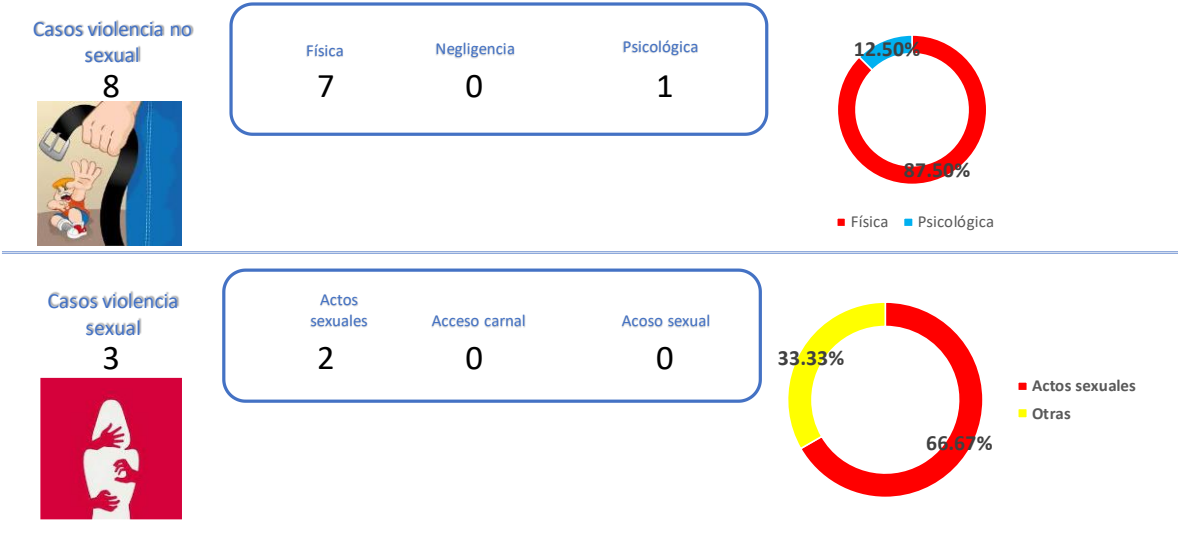 Casos violencia no
sexual
8
Física
Negligencia
Psicológica
7
0
1
12.50%
87.50%
Física
Psicológica
Casos violencia
sexual
3
Actos
sexuales
Acceso carnal
Acoso sexual
2
0
0
33.33%
66.67%
Actos sexuales
Otras